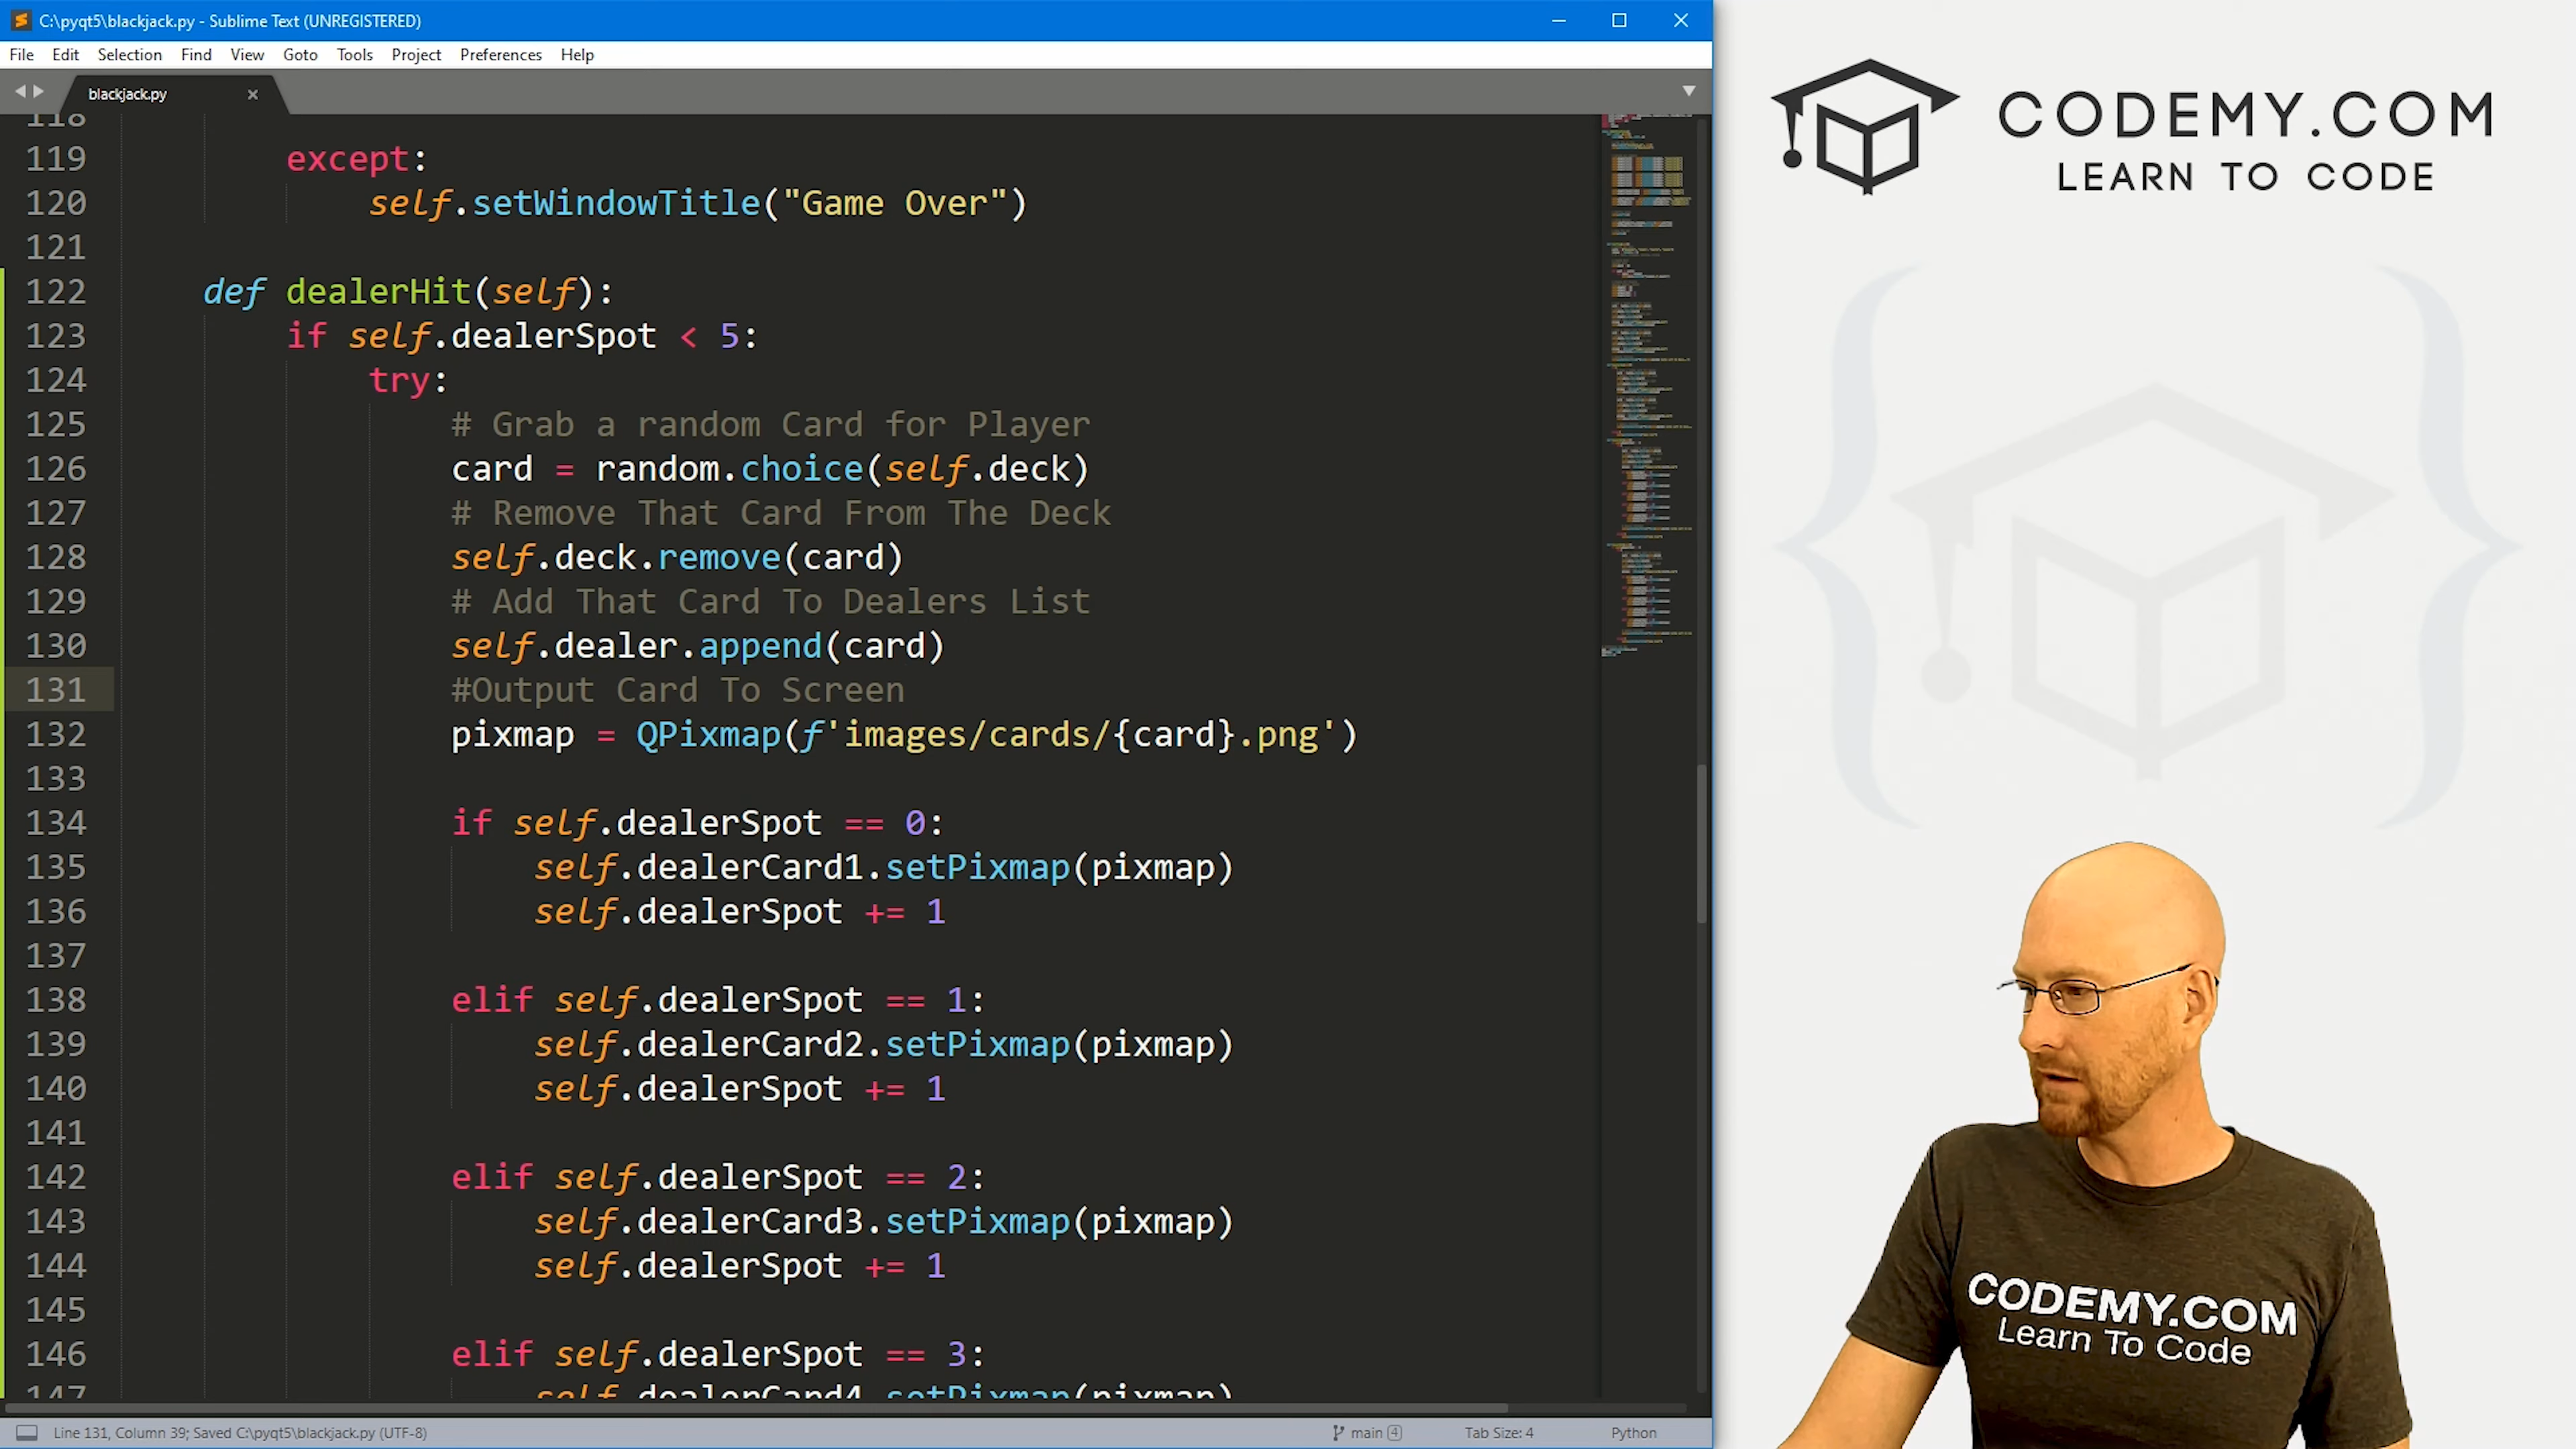 C:\pyqt5\blackjack.py - Sublime Text (UNREGISTERED)
File Edit Selection Find View Goto Tools Project Preferences Help
blackjack.py
118
119 except:
120 self.setWindowTitle("Game Over")
121
122 def dealerHit(self):
123 if self.dealerSpot < 5:
124 try:
125 # Grab a random Card for Player
126 card = random.choice(self.deck)
127 # Remove That Card From The Deck
128 self.deck.remove(card)
129 # Add That Card To Dealers List
130 self.dealer.append(card)
131 #Output Card To Screen
132 pixmap = QPixmap(f'images/cards/{card}.png')
133
134 if self.dealerSpot == 0:
135 self.dealerCard1.setPixmap(pixmap)
136 self.dealerSpot += 1
137
138 elif self.dealerSpot == 1:
139 self.dealerCard2.setPixmap(pixmap)
140 self.dealerSpot += 1
141
142 elif self.dealerSpot == 2:
143 self.dealerCard3.setPixmap(pixmap)
144 self.dealerSpot += 1
145
146 elif self.dealerSpot == 3:
147 self.dealerCard4.setPixmap(pixmap)
Line 131, Column 39; Saved C:\pyqt5\blackjack.py (UTF-8) main 4 Tab Size: 4 Python
CODEMY.COM
LEARN TO CODE
CODEMY.COM
Learn To Code